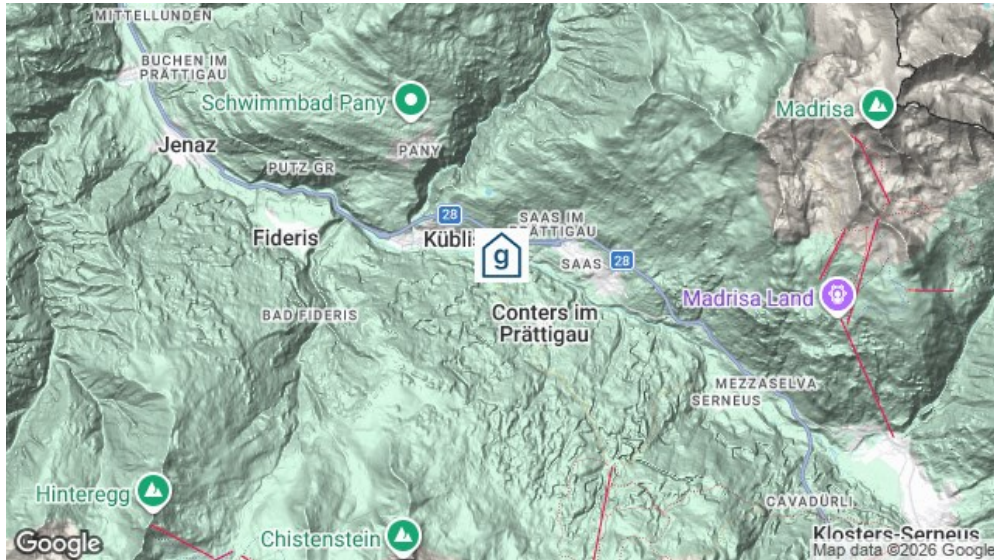 MITTELLUNDEN
BUCHEN IM
PRÄTTIGAU
Schwimmbad Pany
Madrisa
Jenaz
PANY
PUTZ GR
28
Fideris
Küblis
g
SAAS IM
PRÄTTIGAU
SAAS
28
Madrisa Land
BAD FIDERIS
Conters im
Prättigau
MEZZASELVA
SERNEUS
Hinteregg
CAVADÜRLI
Chistenstein
Klosters-Serneus
Google
Map data ©2026 Google